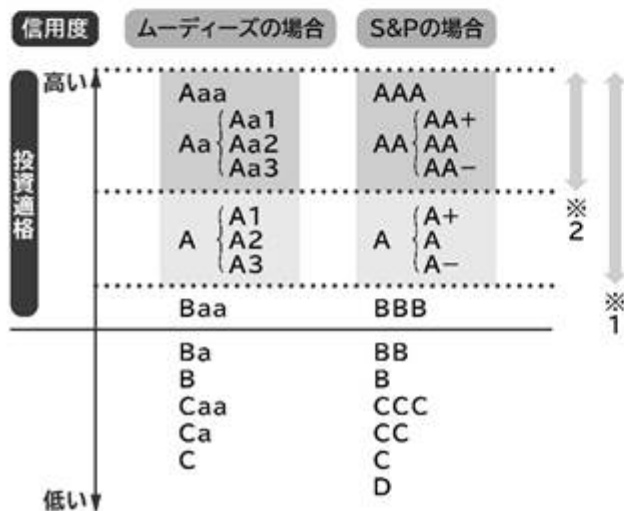 信用度 ムーディーズの場合 S&Pの場合
高い
投資適格
Aaa AAA
Aa Aa1 AA AA+
Aa2 AA
Aa3 AA−
※2
A A1 A A+
A2 A
A3 A−
※1
Baa BBB
Ba BB
B B
Caa CCC
Ca CC
C C
D
低い